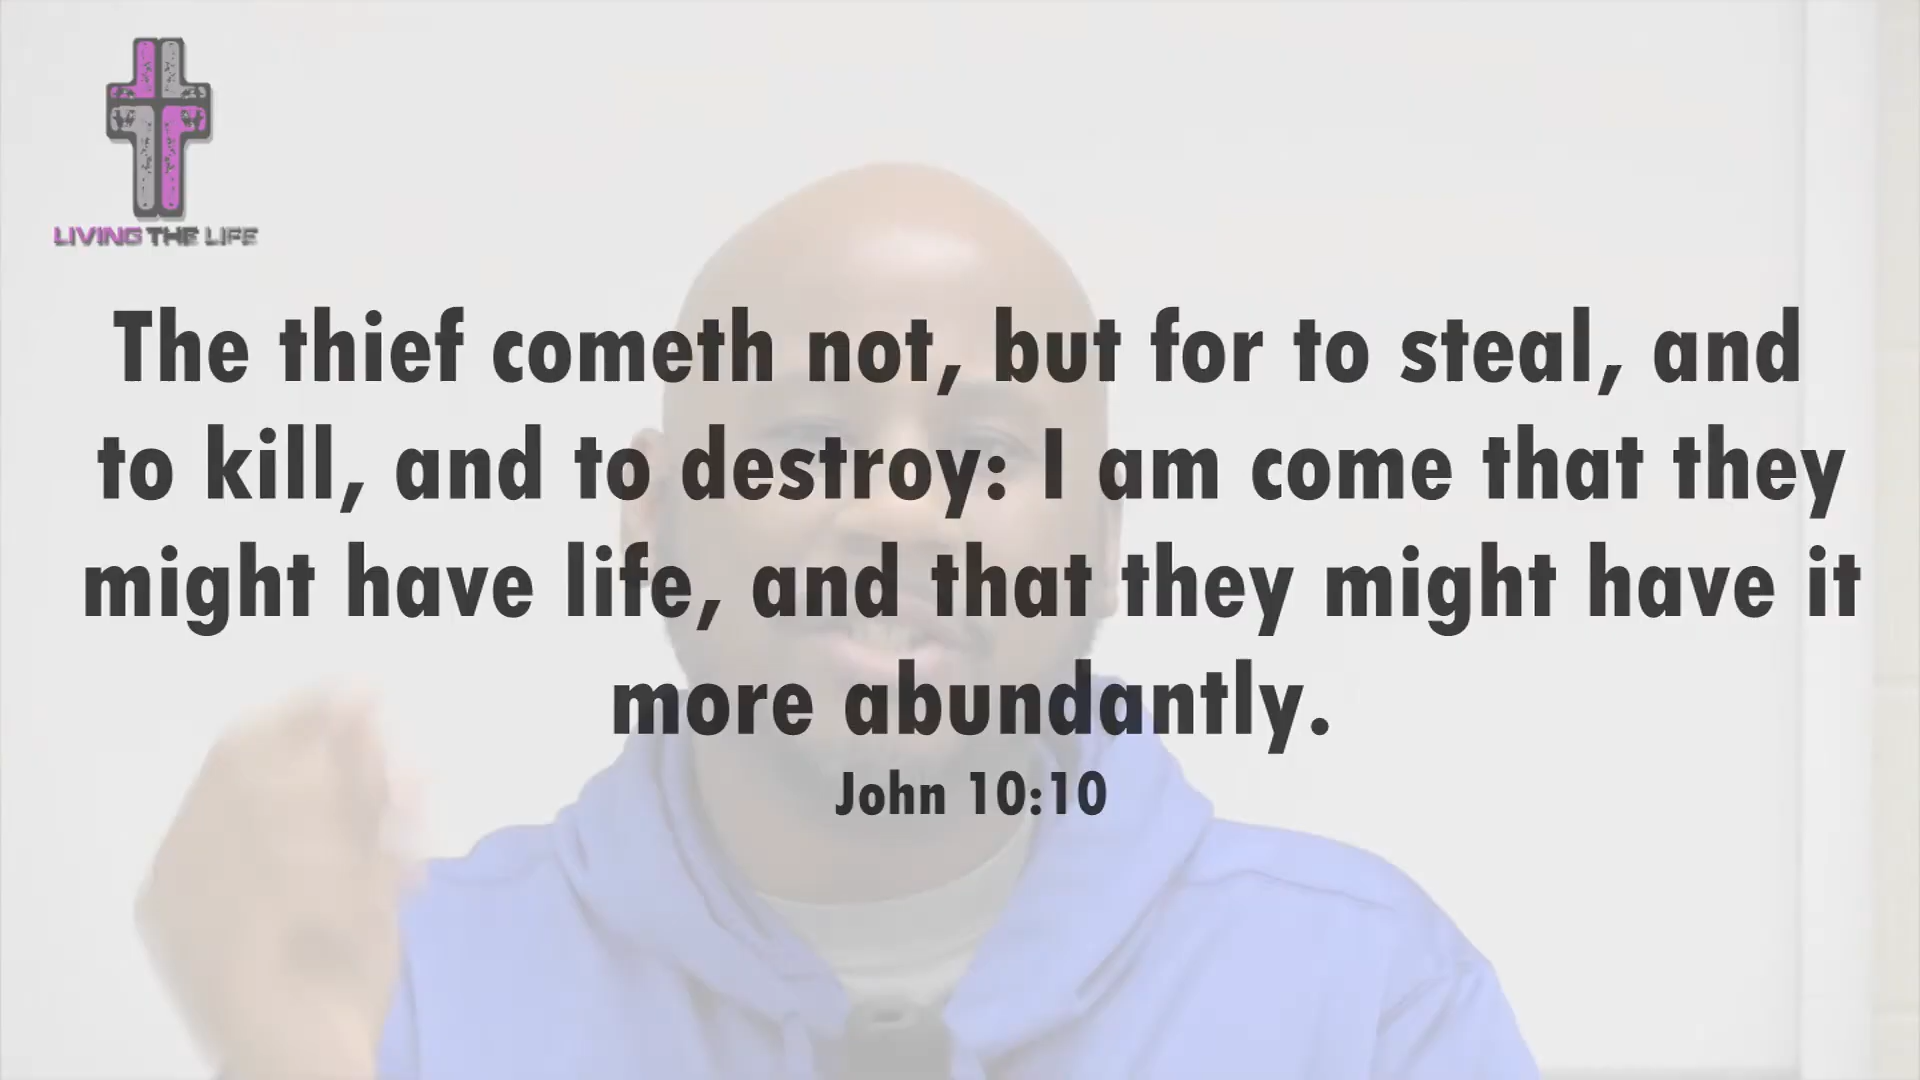 LIVING THE LIFE
The thief cometh not, but for to steal, and
to kill, and to destroy: I am come that they
might have life, and that they might have it
more abundantly.
John 10:10